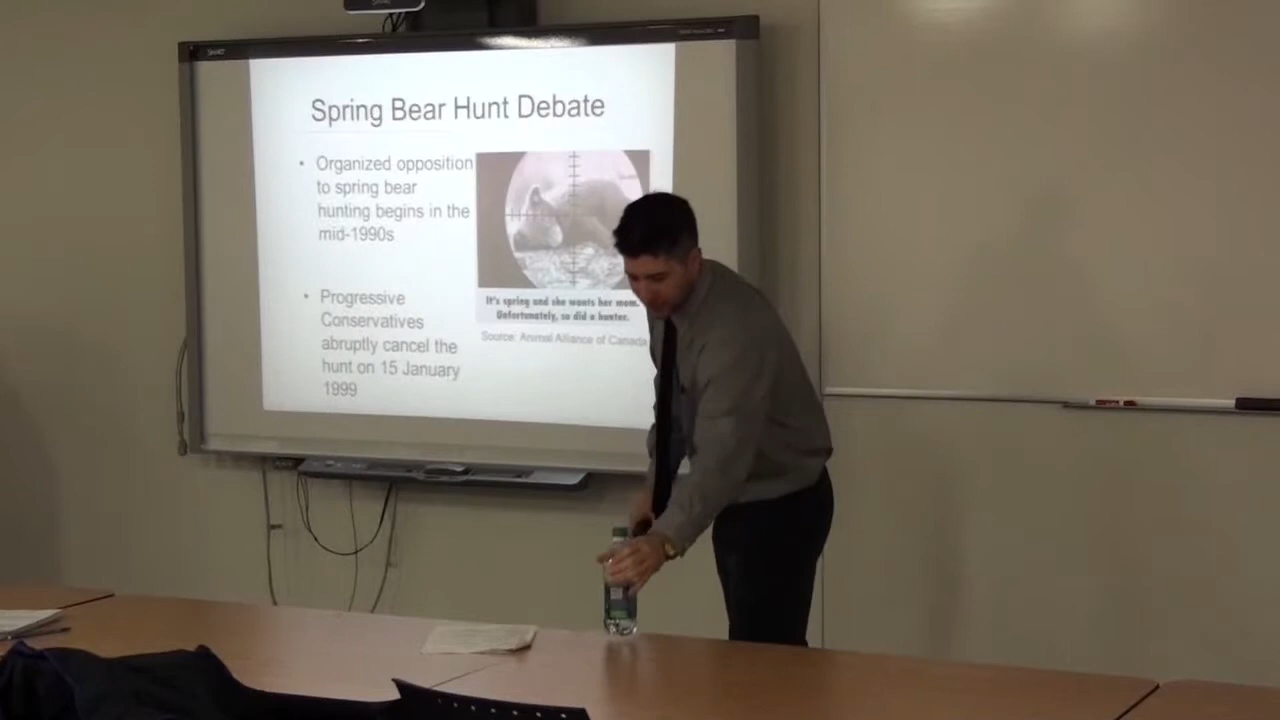 SMART
Spring Bear Hunt Debate
• Organized opposition
to spring bear
hunting begins in the
mid-1990s
• Progressive
Conservatives
abruptly cancel the
hunt on 15 January
1999
It's spring and she wants her mom.
Unfortunately, so did a hunter.
Source: Animal Alliance of Canada